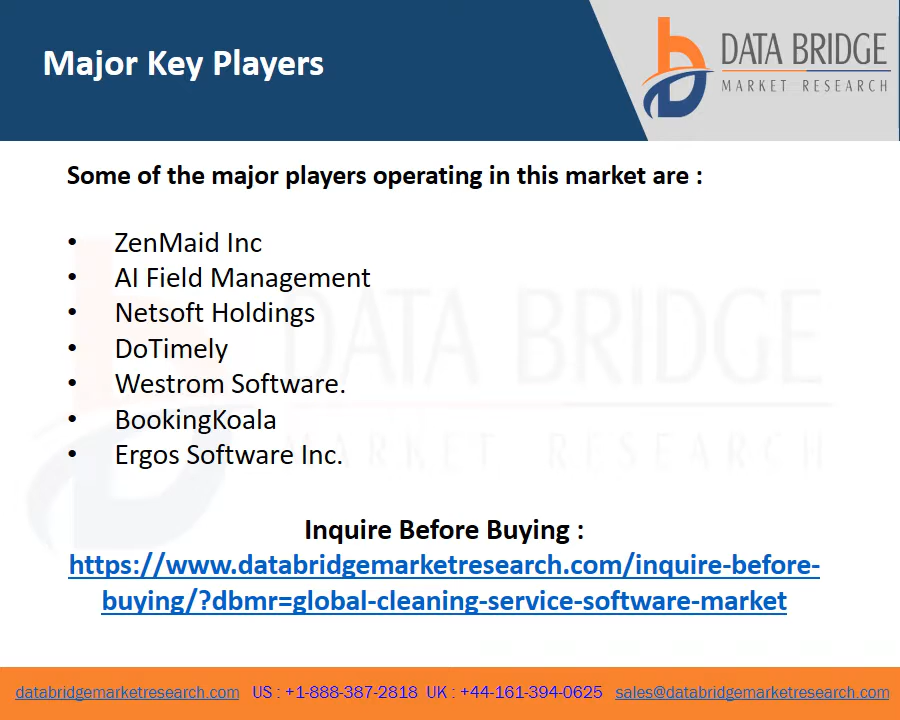 Major Key Players
DATA BRIDGE
MARKET RESEARCH
Some of the major players operating in this market are :
• ZenMaid Inc
• AI Field Management
• Netsoft Holdings
• DoTimely
• Westrom Software.
• BookingKoala
• Ergos Software Inc.
DATA BRIDGE
MARKET RESEARCH
Inquire Before Buying :
https://www.databridgemarketresearch.com/inquire-before-
buying/?dbmr=global-cleaning-service-software-market
databridgemarketresearch.com US : +1-888-387-2818 UK : +44-161-394-0625 sales@databridgemarketresearch.com